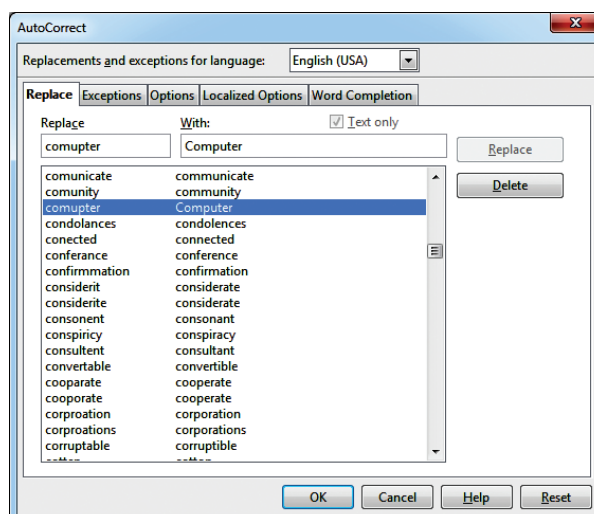 AutoCorrect
Replacements and exceptions for language: English (USA)
Replace Exceptions Options Localized Options Word Completion
Replace With: Text only
comupter Computer Replace
comunicate communicate
Delete
comunity community
comupter Computer
condolances condolences
conected connected
conferance conference
confirmmation confirmation
considerit considerate
considerite considerate
consonent consonant
conspiricy conspiracy
consultent consultant
convertable convertible
cooparate cooperate
cooporate cooperate
corproation corporation
corproations corporations
corruptable corruptible
OK Cancel Help Reset